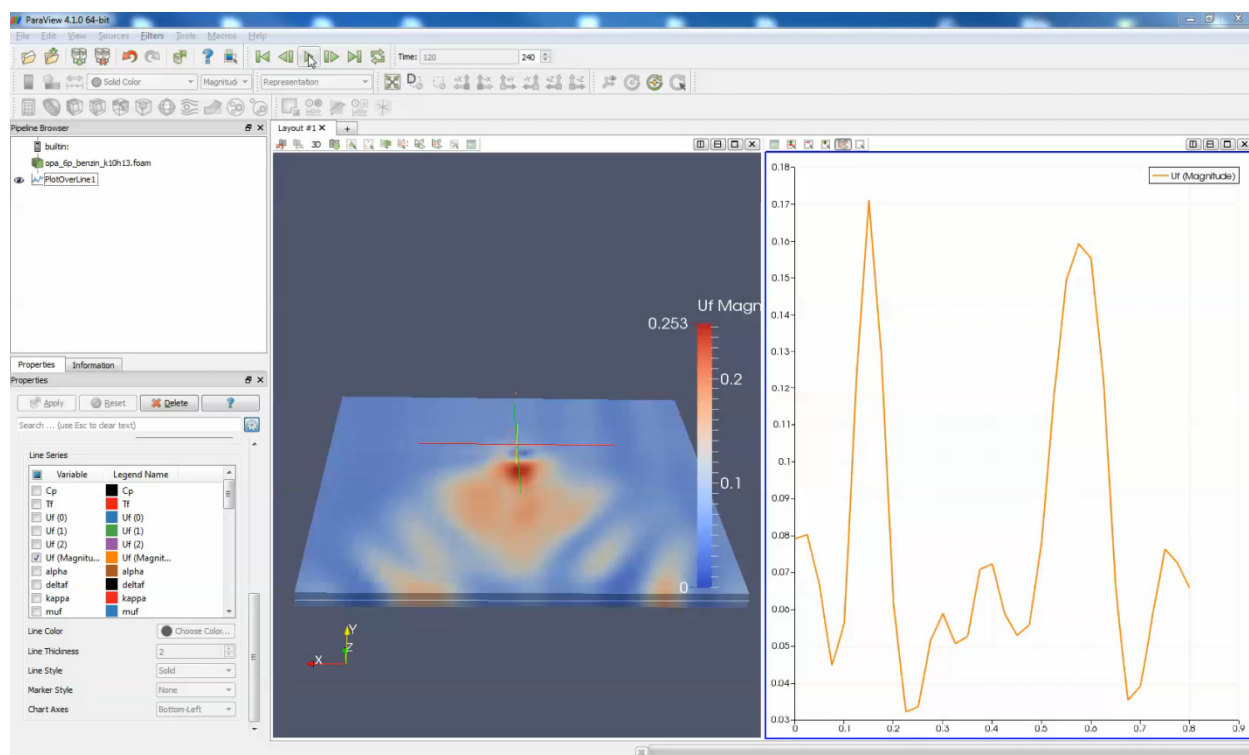 ParaView 4.1.0 64-bit
File Edit View Sources Filters Tools Macros Help
Time: 120 240
Solid Color Magnitud Representation
Pipeline Browser
builtin:
opa_6p_benzin_k10h13.foam
PlotOverLine1
Properties Information
Properties
Apply Reset Delete ?
Search ... (use Esc to clear text)
Line Series
Variable Legend Name
Cp Cp
Tf Tf
Uf (0) Uf (0)
Uf (1) Uf (1)
Uf (2) Uf (2)
Uf (Magnitu... Uf (Magnit...
alpha alpha
deltaf deltaf
kappa kappa
muf muf
Line Color Choose Color...
Line Thickness 2
Line Style Solid
Marker Style None
Chart Axes Bottom-Left
Layout #1 X +
3D
Uf Magn
0.253
0.2
0.1
0
Y
Z
X
Uf (Magnitude)
0.18
0.17
0.16
0.15
0.14
0.13
0.12
0.11
0.1
0.09
0.08
0.07
0.06
0.05
0.04
0.03
0 0.1 0.2 0.3 0.4 0.5 0.6 0.7 0.8 0.9